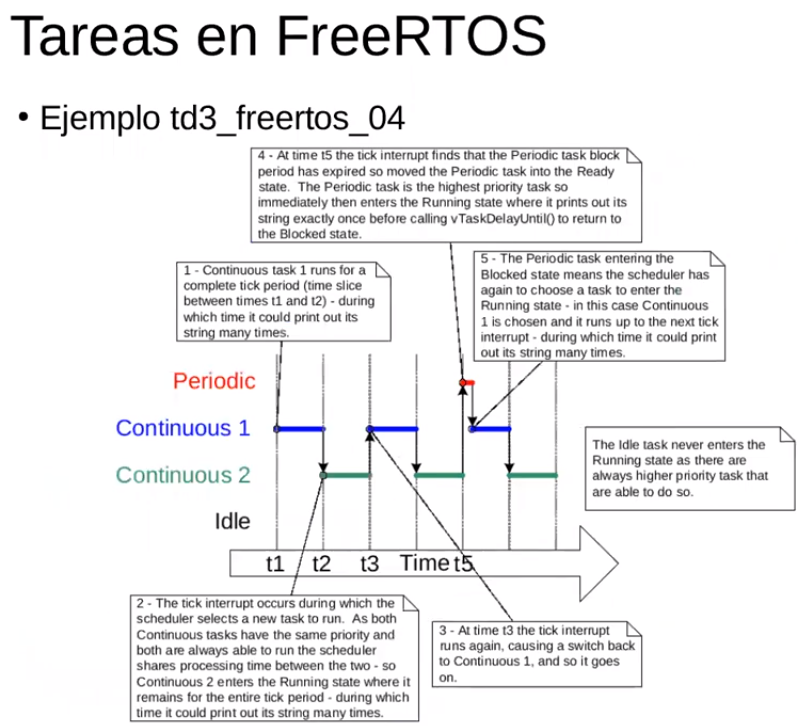 Tareas en FreeRTOS
• Ejemplo td3_freertos_04
4 - At time t5 the tick interrupt finds that the Periodic task block
period has expired so moved the Periodic task into the Ready
state. The Periodic task is the highest priority task so
immediately then enters the Running state where it prints out its
string exactly once before calling vTaskDelayUntil() to return to
the Blocked state.
1 - Continuous task 1 runs for a
complete tick period (time slice
between times t1 and t2) - during
which time it could print out its
string many times.
5 - The Periodic task entering the
Blocked state means the scheduler has
again to choose a task to enter the
Running state - in this case Continuous
1 is chosen and it runs up to the next tick
interrupt - during which time it could print
out its string many times.
Periodic
Continuous 1
Continuous 2
Idle
The Idle task never enters the
Running state as there are
always higher priority task that
are able to do so.
t1 t2 t3 Time t5
2 - The tick interrupt occurs during which the
scheduler selects a new task to run. As both
Continuous tasks have the same priority and
both are always able to run the scheduler
shares processing time between the two - so
Continuous 2 enters the Running state where it
remains for the entire tick period - during which
time it could print out its string many times.
3 - At time t3 the tick interrupt
runs again, causing a switch back
to Continuous 1, and so it goes
on.